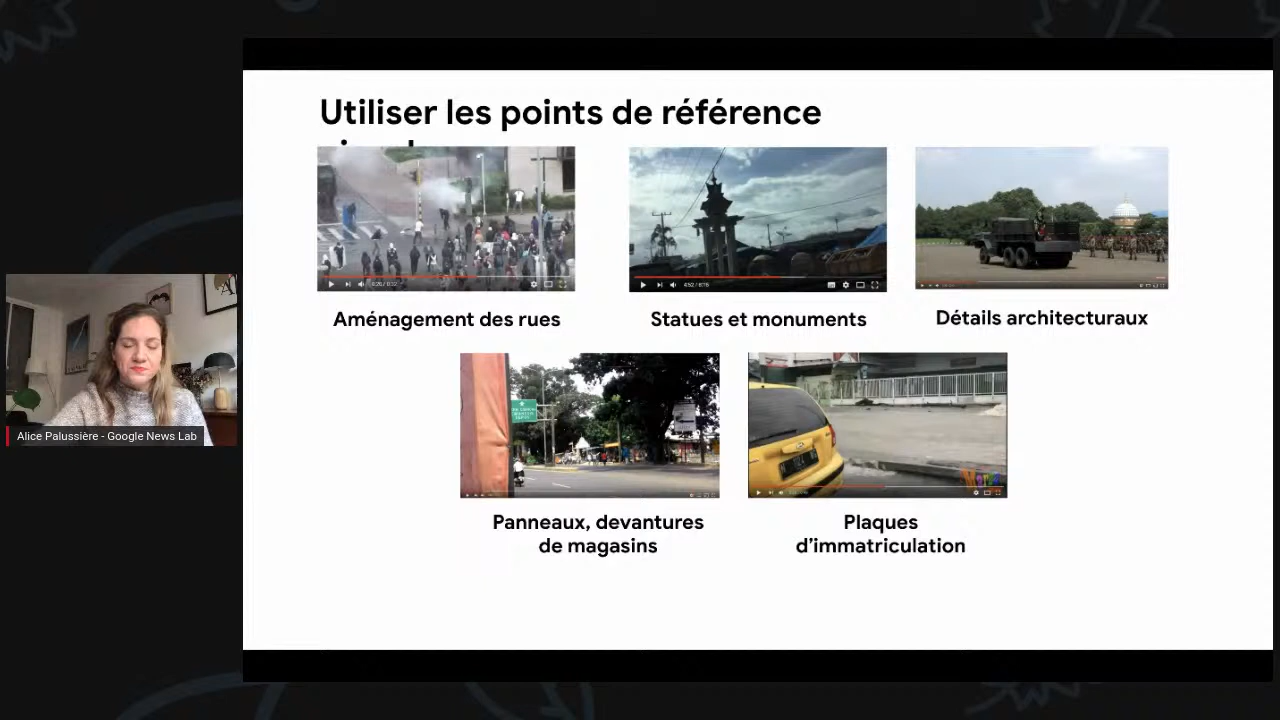 Utiliser les points de référence
Aménagement des rues
Statues et monuments
Détails architecturaux
Panneaux, devantures
de magasins
Plaques
d’immatriculation
Alice Palussière - Google News Lab